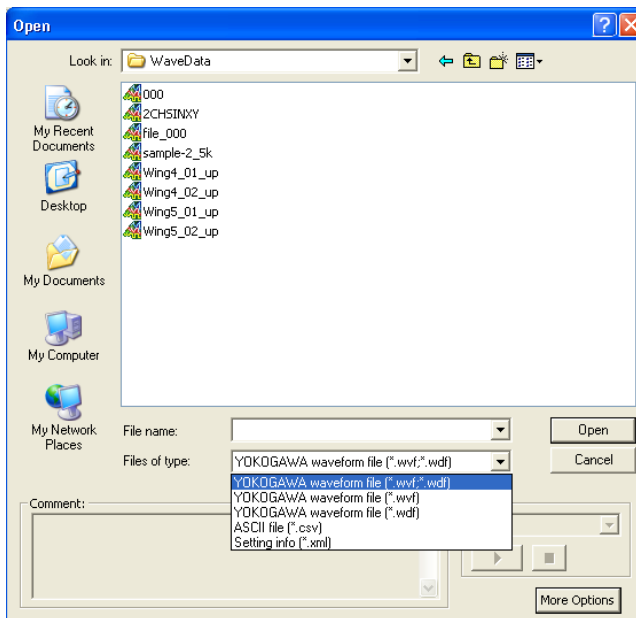 Open
Look in:
WaveData
My Recent
Documents
Desktop
My Documents
My Computer
My Network
Places
000
2CHSINXY
file_000
sample-2_5k
Wing4_01_up
Wing4_02_up
Wing5_01_up
Wing5_02_up
File name:
Open
Files of type:
YOKOGAWA waveform file (*.wvf;*.wdf)
Cancel
YOKOGAWA waveform file (*.wvf;*.wdf)
YOKOGAWA waveform file (*.wvf)
YOKOGAWA waveform file (*.wdf)
ASCII file (*.csv)
Setting info (*.xml)
Comment:
More Options